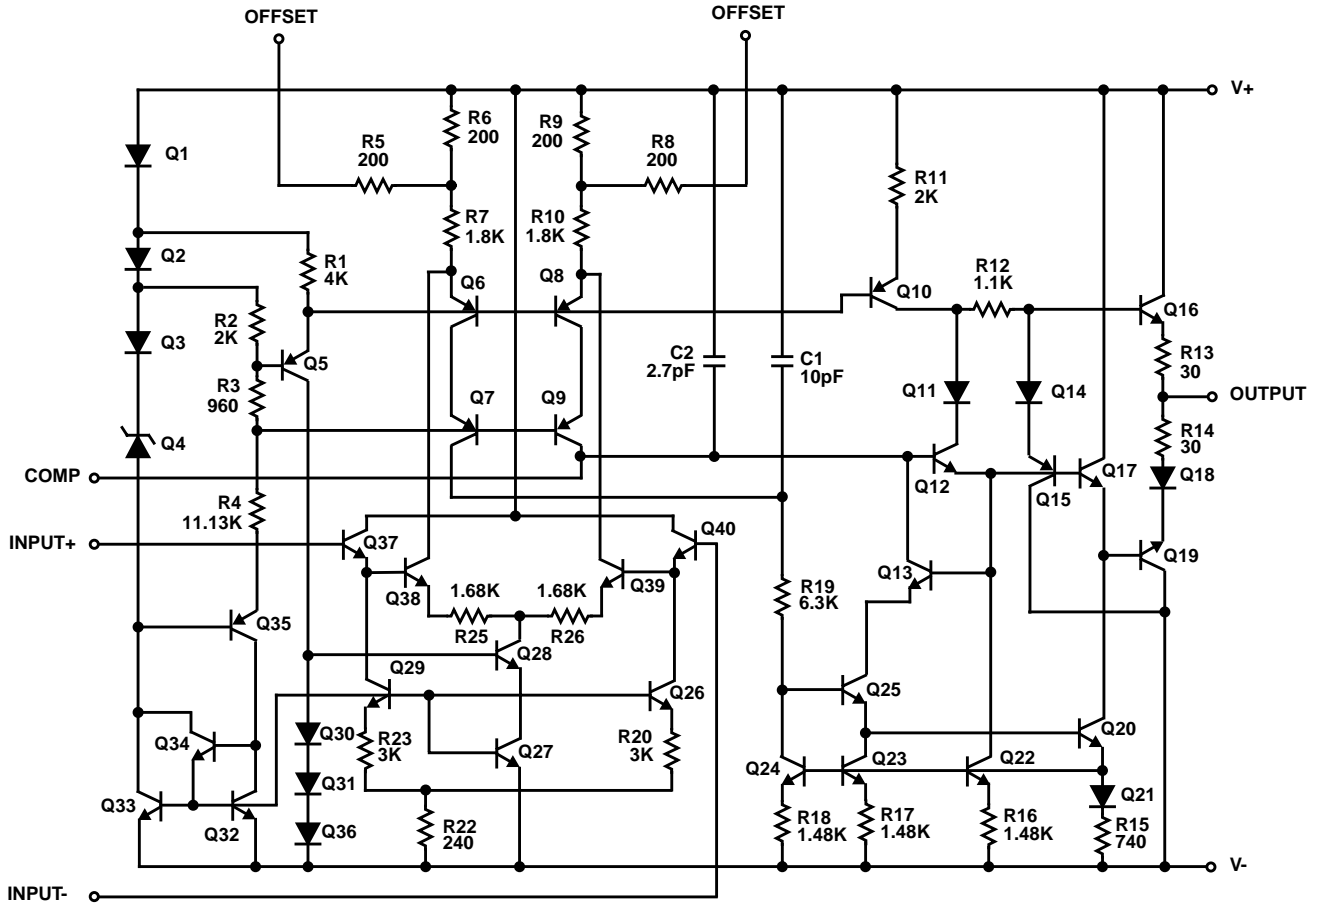 OFFSET
OFFSET
V+
R6
200
R9
200
R5
200
R8
200
Q1
R11
2K
R7
1.8K
R10
1.8K
Q2
R1
4K
Q6
Q8
R12
1.1K
Q10
Q16
R2
2K
Q3
Q5
C2
2.7pF
C1
10pF
R13
30
R3
960
Q7
Q9
Q11
Q14
OUTPUT
Q4
R14
30
COMP
Q12
Q15
Q17
Q18
R4
11.13K
INPUT+
Q37
Q40
Q38
1.68K
1.68K
Q39
Q13
Q19
R19
6.3K
Q35
R25
R26
Q28
Q29
Q26
Q25
Q34
Q30
R23
3K
Q27
R20
3K
Q20
Q24
Q23
Q22
Q33
Q32
Q31
Q21
Q36
R22
240
R18
1.48K
R17
1.48K
R16
1.48K
R15
740
V-
INPUT-